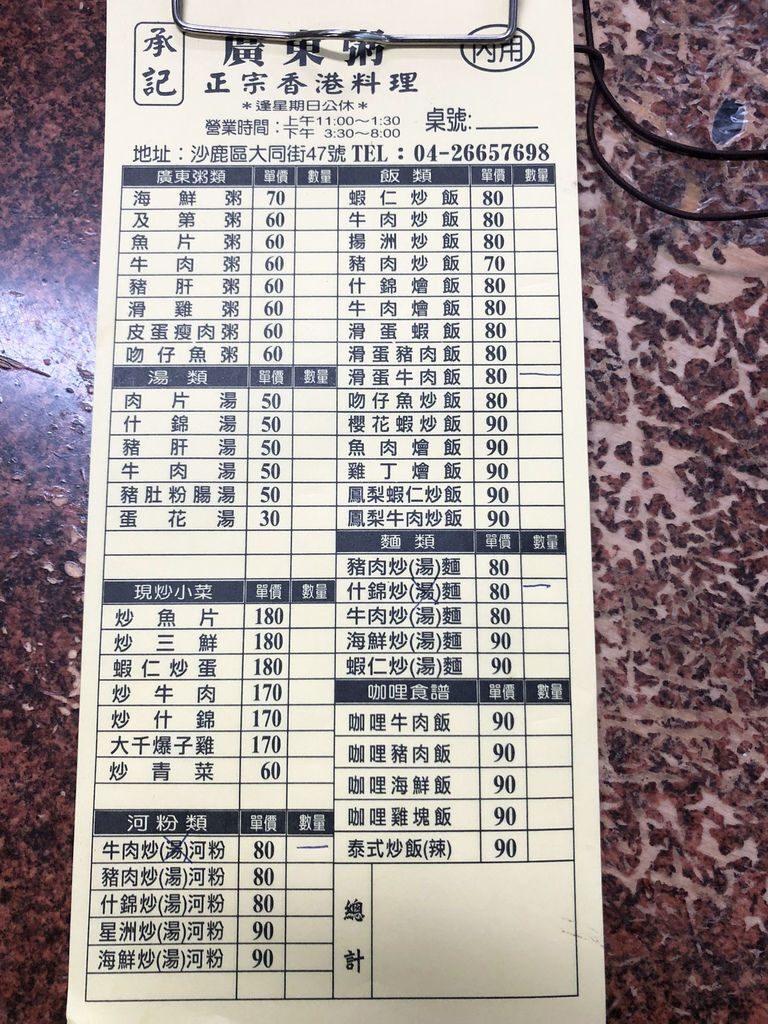 承記
廣東粥
內用
正宗香港料理
＊逢星期日公休＊
營業時間：上午11:00～1:30
下午 3:30～8:00
桌號:
地址：沙鹿區大同街47號 TEL：04-26657698
廣東粥類 單價 數量
海鮮粥 70
及第粥 60
魚片粥 60
牛肉粥 60
豬肝粥 60
滑雞粥 60
皮蛋瘦肉粥 60
吻仔魚粥 60
湯類 單價 數量
肉片湯 50
什錦湯 50
豬肝湯 50
牛肉湯 50
豬肚粉腸湯 50
蛋花湯 30
現炒小菜 單價 數量
炒魚片 180
炒三鮮 180
蝦仁炒蛋 180
炒牛肉 170
炒什錦 170
大千爆子雞 170
炒青菜 60
河粉類 單價 數量
牛肉炒(湯)河粉 80 一
豬肉炒(湯)河粉 80
什錦炒(湯)河粉 80
星洲炒(湯)河粉 90
海鮮炒(湯)河粉 90
飯類 單價 數量
蝦仁炒飯 80
牛肉炒飯 80
揚洲炒飯 80
豬肉炒飯 70
什錦燴飯 80
牛肉燴飯 80
滑蛋蝦飯 80
滑蛋豬肉飯 80
滑蛋牛肉飯 80 一
吻仔魚炒飯 80
櫻花蝦炒飯 90
魚肉燴飯 90
雞丁燴飯 90
鳳梨蝦仁炒飯 90
鳳梨牛肉炒飯 90
麵類 單價 數量
豬肉炒(湯)麵 80
什錦炒(湯)麵 80 一
牛肉炒(湯)麵 80
海鮮炒(湯)麵 90
蝦仁炒(湯)麵 90
咖哩食譜 單價 數量
咖哩牛肉飯 90
咖哩豬肉飯 90
咖哩海鮮飯 90
咖哩雞塊飯 90
泰式炒飯(辣) 90
總計